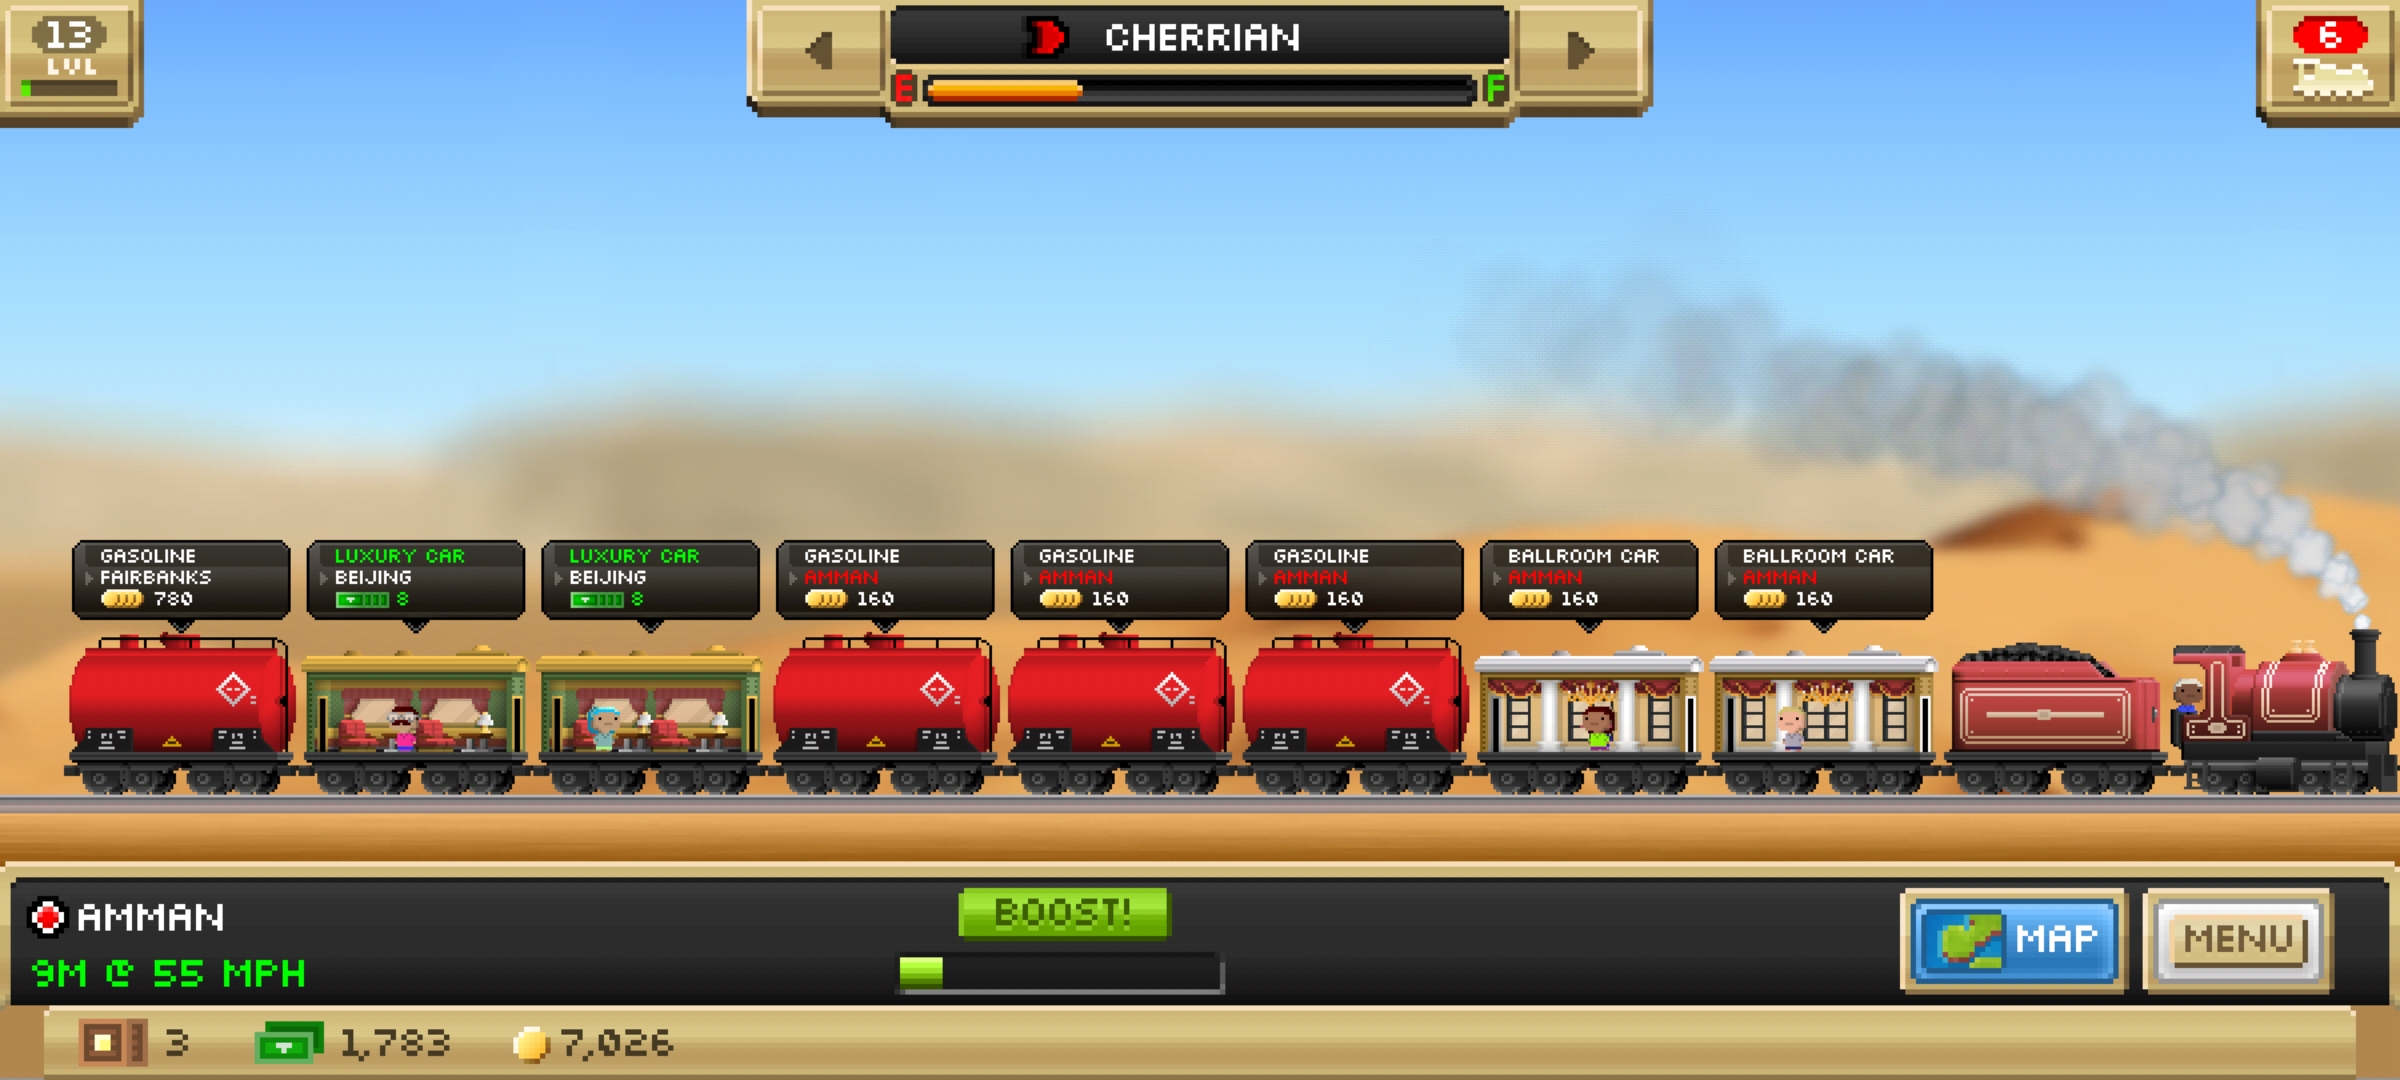 13
LVL
CHERRIAN
E F
6
GASOLINE
FAIRBANKS
780
LUXURY CAR
BEIJING
8
LUXURY CAR
BEIJING
8
GASOLINE
AMMAN
160
GASOLINE
AMMAN
160
GASOLINE
AMMAN
160
BALLROOM CAR
AMMAN
160
BALLROOM CAR
AMMAN
160
AMMAN
9M @ 55 MPH
BOOST!
MAP
MENU
3
1,783
7,026